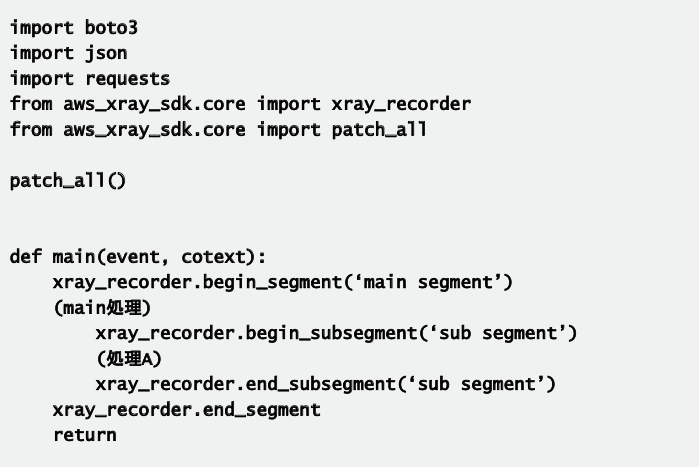 import boto3
import json
import requests
from aws_xray_sdk.core import xray_recorder
from aws_xray_sdk.core import patch_all

patch_all()

def main(event, cotext):
    xray_recorder.begin_segment(‘main segment’)
    (main処理)
        xray_recorder.begin_subsegment(‘sub segment’)
        (処理A)
        xray_recorder.end_subsegment(‘sub segment’)
    xray_recorder.end_segment
    return